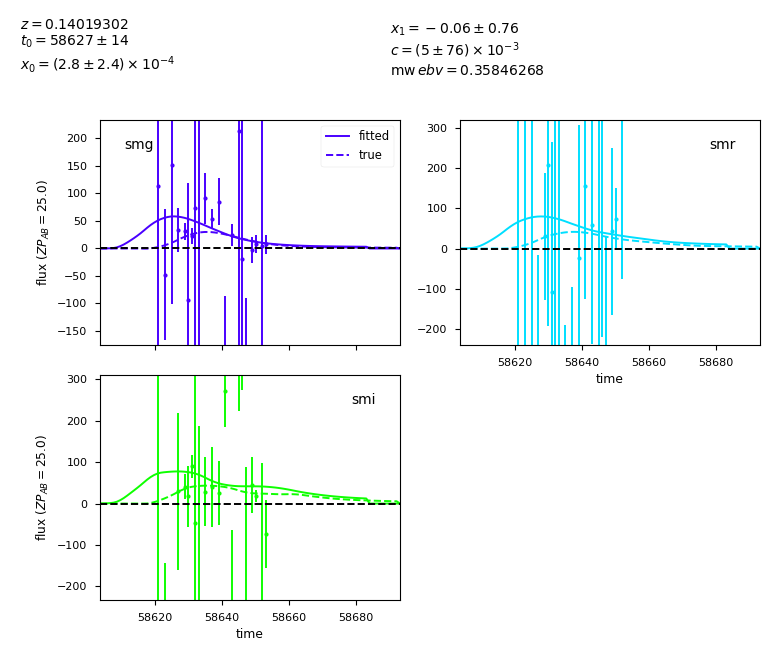 z = 0.14019302
t₀ = 58627 ± 14
x₀ = (2.8 ± 2.4) × 10⁻⁴
x₁ = −0.06 ± 0.76
c = (5 ± 76) × 10⁻³
mw ebv = 0.35846268
smg
fitted
true
200
150
100
50
0
−50
−100
−150
flux (ZP_AB = 25.0)
smr
300
200
100
0
−100
−200
58620 58640 58660 58680
time
smi
300
200
100
0
−100
−200
flux (ZP_AB = 25.0)
58620 58640 58660 58680
time